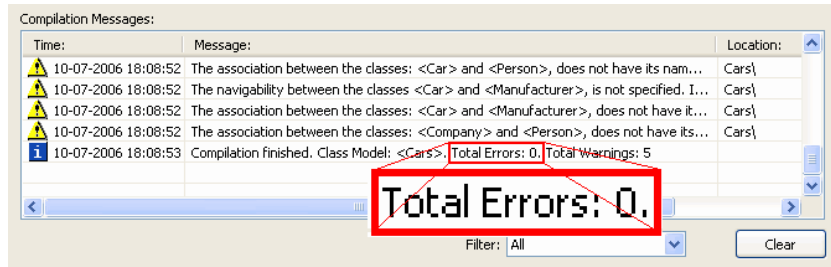 Compilation Messages:
Time: Message: Location:
10-07-2006 18:08:52 The association between the classes: <Car> and <Person>, does not have its nam... Cars\
10-07-2006 18:08:52 The navigability between the classes <Car> and <Manufacturer>, is not specified. I... Cars\
10-07-2006 18:08:52 The association between the classes: <Car> and <Manufacturer>, does not have it... Cars\
10-07-2006 18:08:52 The association between the classes: <Company> and <Person>, does not have its... Cars\
10-07-2006 18:08:53 Compilation finished. Class Model: <Cars>. Total Errors: 0. Total Warnings: 5
Total Errors: 0.
Filter: All Clear